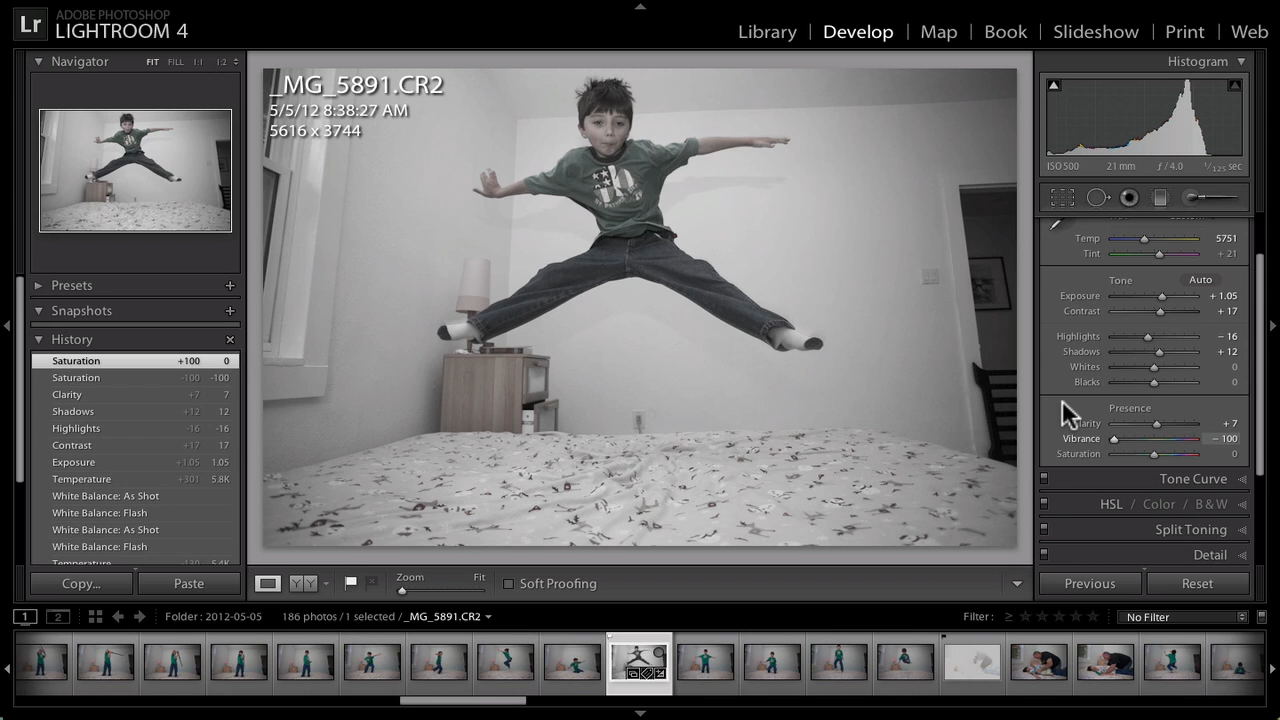 Lr
ADOBE PHOTOSHOP
LIGHTROOM 4
Library | Develop | Map | Book | Slideshow | Print | Web
Navigator FIT FILL 1:1 1:2
Presets +
Snapshots +
History ×
Saturation +100 0
Saturation -100 -100
Clarity +7 7
Shadows +12 12
Highlights -16 -16
Contrast +17 17
Exposure +1.05 1.05
Temperature +301 5.8K
White Balance: As Shot
White Balance: Flash
White Balance: As Shot
White Balance: Flash
Temperature -130 5.4K
Copy... Paste
_MG_5891.CR2
5/5/12 8:38:27 AM
5616 x 3744
Zoom Fit
Soft Proofing
Histogram
ISO 500 21 mm ƒ / 4.0 1/125 sec
Temp 5751
Tint + 21
Tone Auto
Exposure + 1.05
Contrast + 17
Highlights − 16
Shadows + 12
Whites 0
Blacks 0
Presence
larity + 7
Vibrance − 100
Saturation 0
Tone Curve
HSL / Color / B & W
Split Toning
Detail
Previous Reset
1 2 Folder : 2012-05-05 186 photos / 1 selected / _MG_5891.CR2 Filter : ≥ No Filter